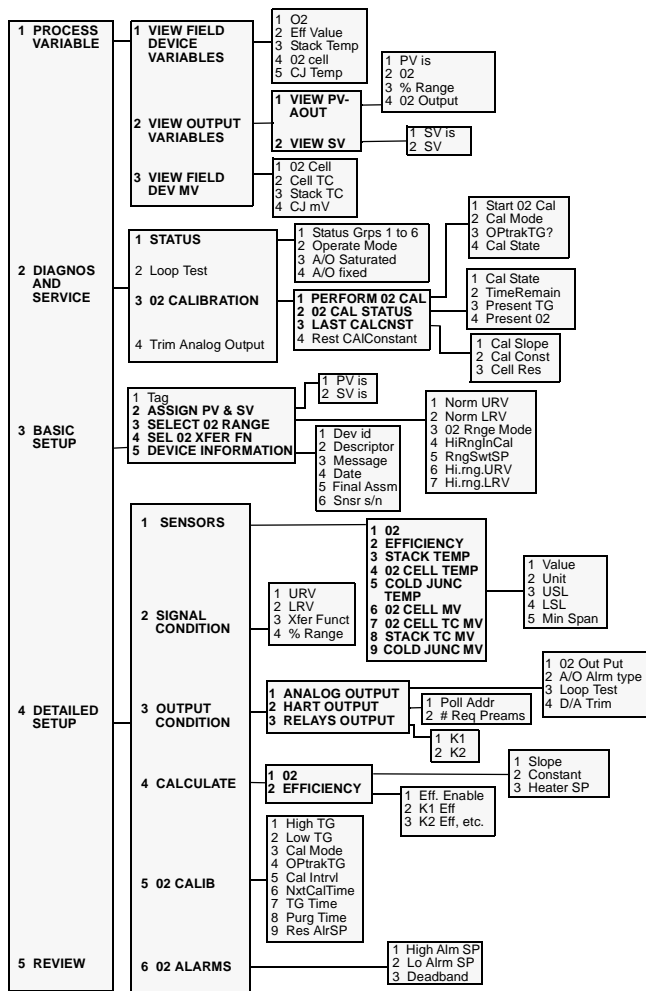 1 PROCESS
VARIABLE
1 VIEW FIELD
DEVICE
VARIABLES
1 O2
2 Eff Value
3 Stack Temp
4 02 cell
5 CJ Temp
2 VIEW OUTPUT
VARIABLES
1 VIEW PV-
AOUT
2 VIEW SV
1 PV is
2 02
3 % Range
4 02 Output
1 SV is
2 SV
3 VIEW FIELD
DEV MV
1 02 Cell
2 Cell TC
3 Stack TC
4 CJ mV
2 DIAGNOS
AND
SERVICE
1 STATUS
2 Loop Test
3 02 CALIBRATION
4 Trim Analog Output
1 Status Grps 1 to 6
2 Operate Mode
3 A/O Saturated
4 A/O fixed
1 PERFORM 02 CAL
2 02 CAL STATUS
3 LAST CALCNST
4 Rest CAlConstant
1 Start 02 Cal
2 Cal Mode
3 OPtrakTG?
4 Cal State
1 Cal State
2 TimeRemain
3 Present TG
4 Present 02
1 Cal Slope
2 Cal Const
3 Cell Res
3 BASIC
SETUP
1 Tag
2 ASSIGN PV & SV
3 SELECT 02 RANGE
4 SEL 02 XFER FN
5 DEVICE INFORMATION
1 PV is
2 SV is
1 Norm URV
2 Norm LRV
3 02 Rnge Mode
4 HiRngInCal
5 RngSwtSP
6 Hi.rng.URV
7 Hi.rng.LRV
1 Dev id
2 Descriptor
3 Message
4 Date
5 Final Assm
6 Snsr s/n
4 DETAILED
SETUP
1 SENSORS
1 02
2 EFFICIENCY
3 STACK TEMP
4 02 CELL TEMP
5 COLD JUNC
TEMP
6 02 CELL MV
7 02 CELL TC MV
8 STACK TC MV
9 COLD JUNC MV
1 Value
2 Unit
3 USL
4 LSL
5 Min Span
2 SIGNAL
CONDITION
1 URV
2 LRV
3 Xfer Funct
4 % Range
3 OUTPUT
CONDITION
1 ANALOG OUTPUT
2 HART OUTPUT
3 RELAYS OUTPUT
1 02 Out Put
2 A/O Alrm type
3 Loop Test
4 D/A Trim
1 Poll Addr
2 # Req Preams
1 K1
2 K2
4 CALCULATE
1 02
2 EFFICIENCY
1 Slope
2 Constant
3 Heater SP
1 Eff. Enable
2 K1 Eff
3 K2 Eff, etc.
5 02 CALIB
1 High TG
2 Low TG
3 Cal Mode
4 OPtrakTG
5 Cal Intrvl
6 NxtCalTime
7 TG Time
8 Purg Time
9 Res AlrSP
5 REVIEW
6 02 ALARMS
1 High Alm SP
2 Lo Alrm SP
3 Deadband